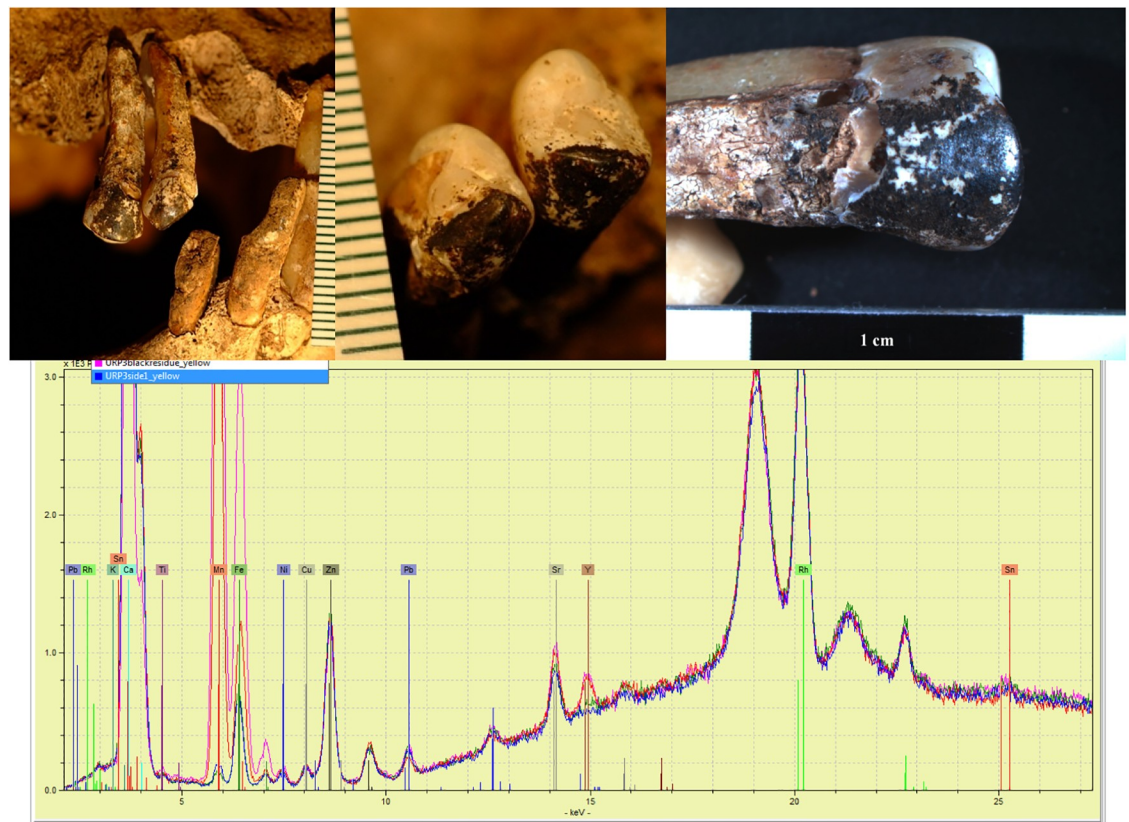 1 cm
x 1E3 P
URP3blackresidue_yellow
URP3side1_yellow
3.0
2.0
Pb Rh K Sn Ca Ti Mn Fe Ni Cu Zn Pb Sr Y Rh Sn
1.0
0.0
5 10 15 20 25
- keV -